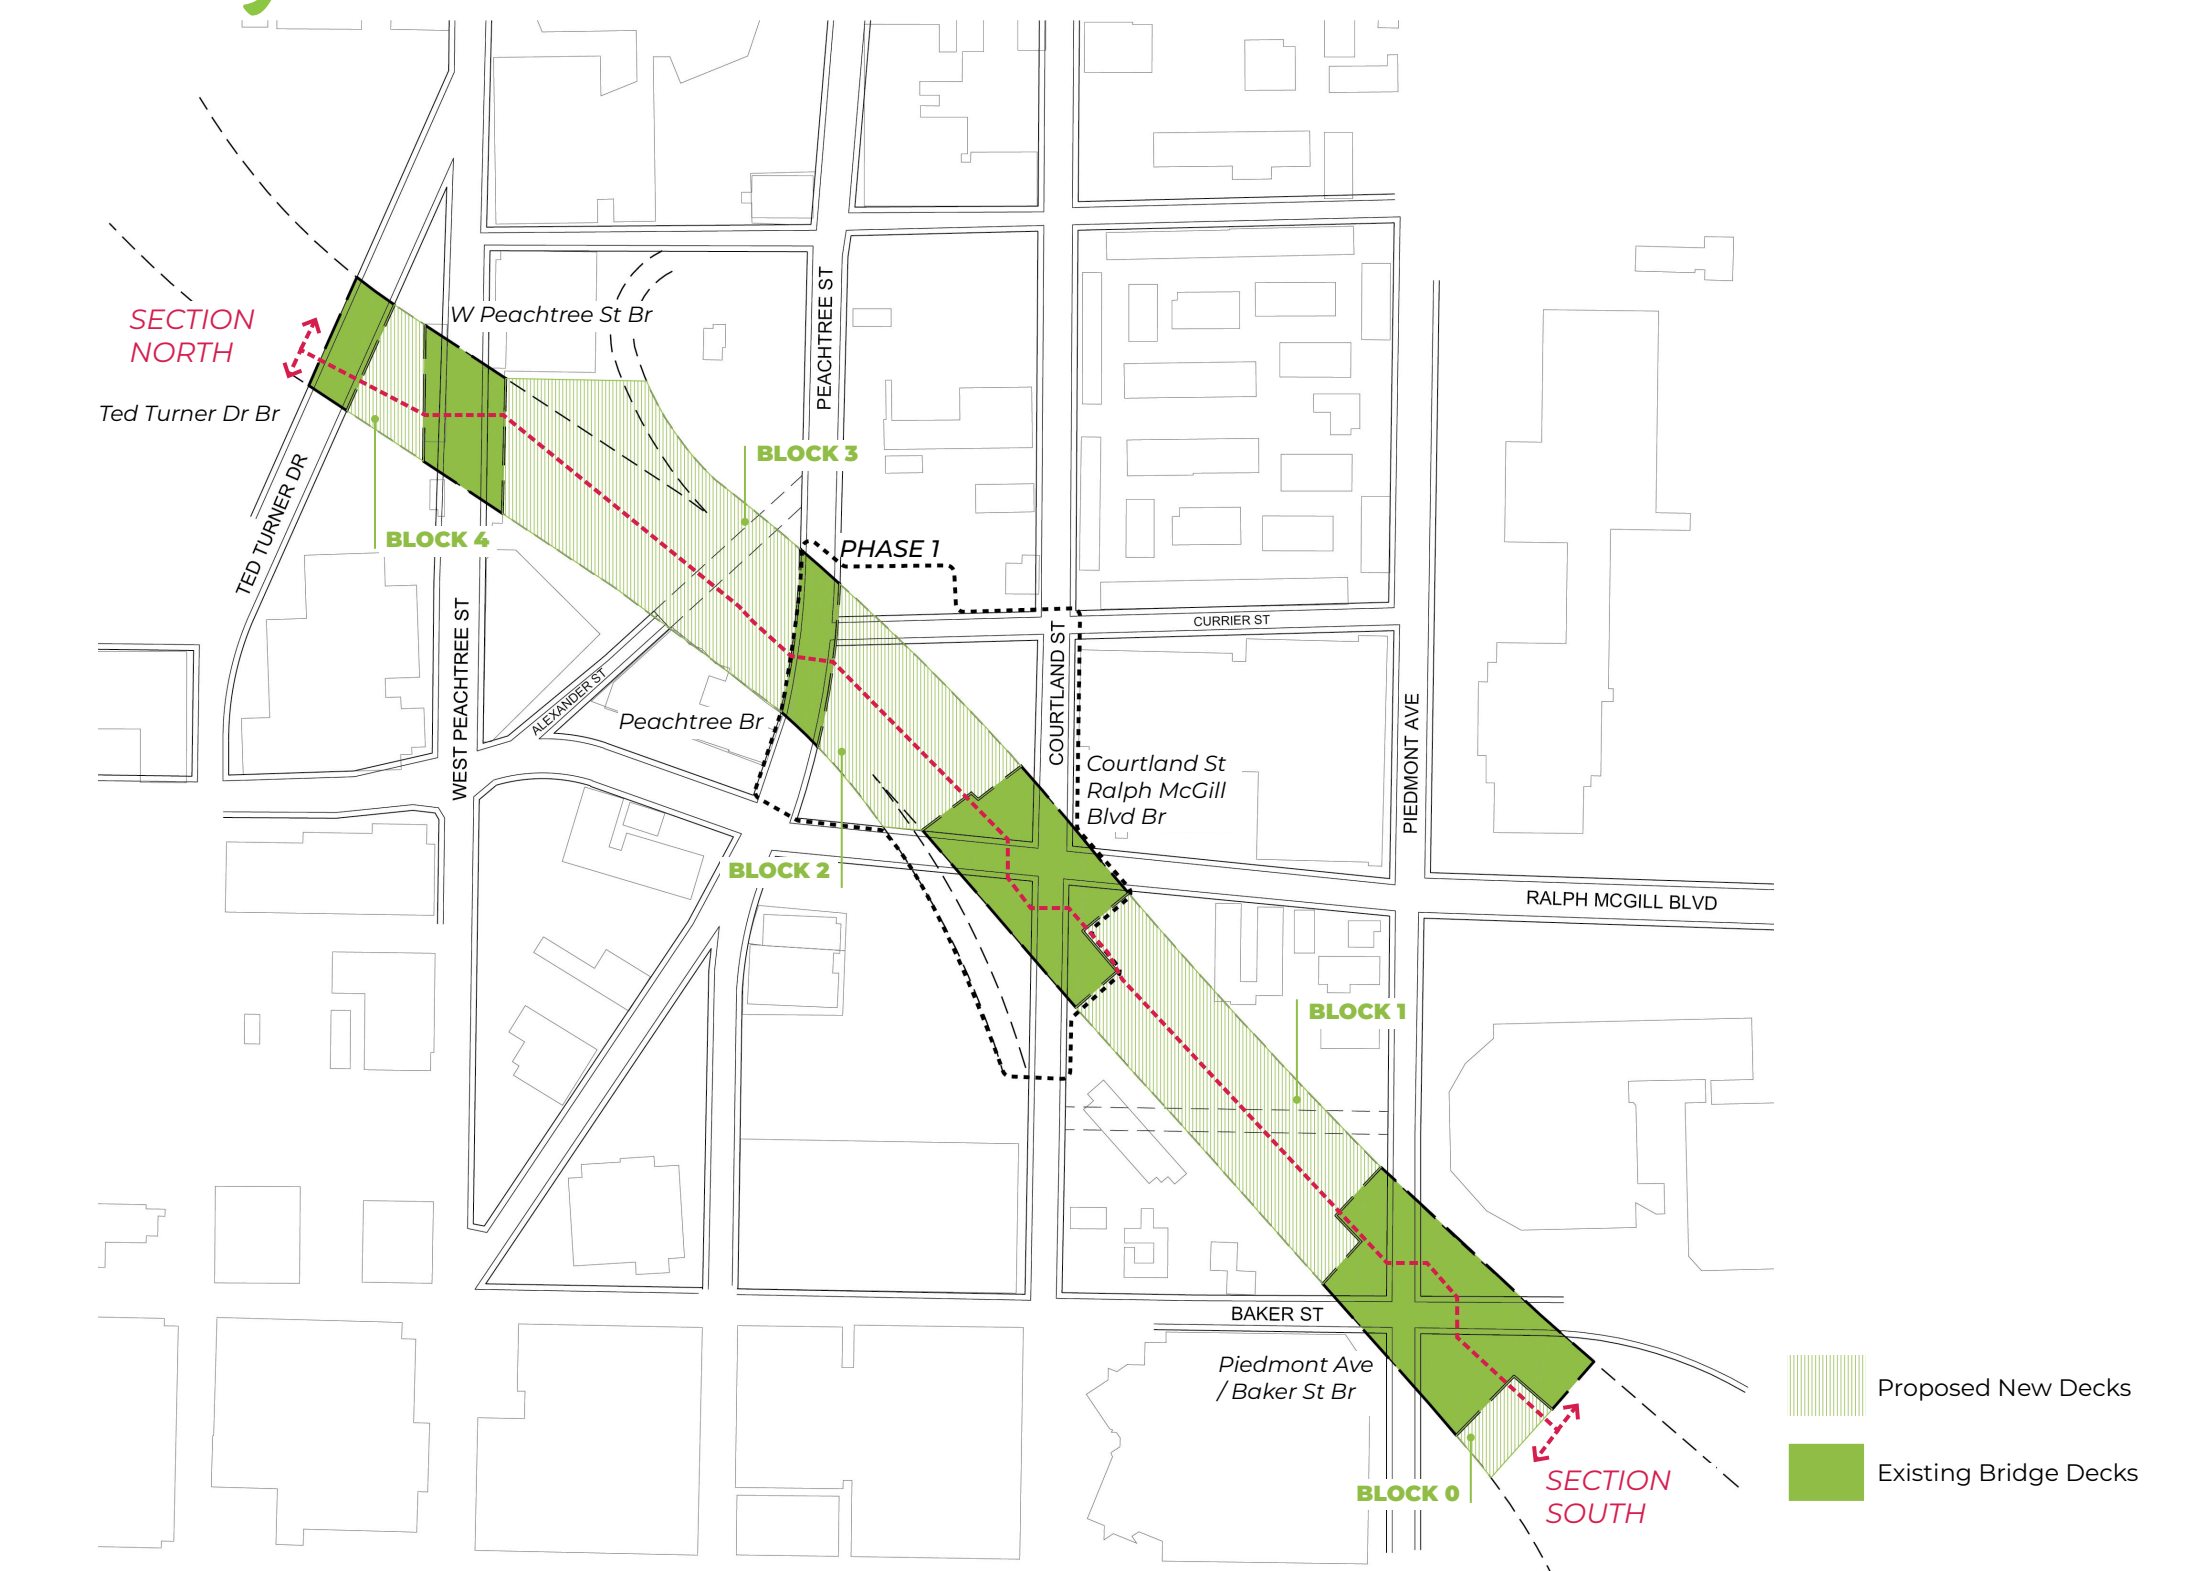 W Peachtree St Br
SECTION
NORTH
PEACHTREE ST
Ted Turner Dr Br
BLOCK 3
TED TURNER DR
BLOCK 4
PHASE 1
CURRIER ST
WEST PEACHTREE ST
ALEXANDER ST
Peachtree Br
COURTLAND ST
PIEDMONT AVE
Courtland St
Ralph McGill
Blvd Br
BLOCK 2
RALPH MCGILL BLVD
BLOCK 1
BAKER ST
Piedmont Ave
/ Baker St Br
Proposed New Decks
Existing Bridge Decks
SECTION
SOUTH
BLOCK 0